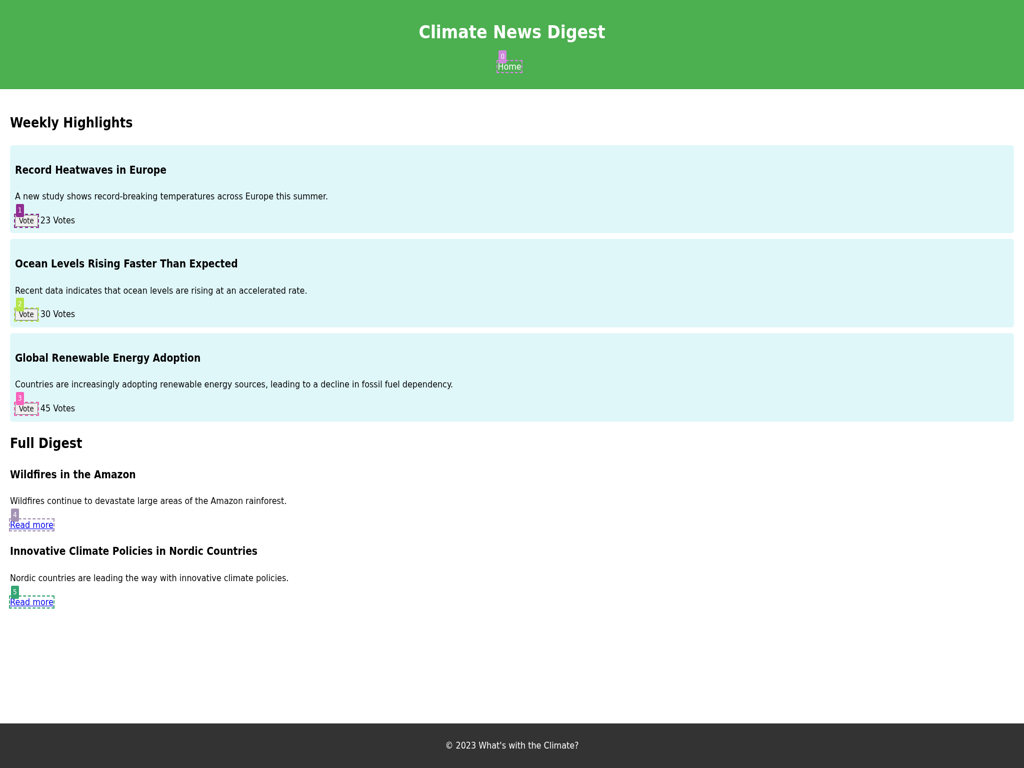 Climate News Digest
0
Home
Weekly Highlights
Record Heatwaves in Europe
A new study shows record-breaking temperatures across Europe this summer.
1
Vote 23 Votes
Ocean Levels Rising Faster Than Expected
Recent data indicates that ocean levels are rising at an accelerated rate.
2
Vote 30 Votes
Global Renewable Energy Adoption
Countries are increasingly adopting renewable energy sources, leading to a decline in fossil fuel dependency.
3
Vote 45 Votes
Full Digest
Wildfires in the Amazon
Wildfires continue to devastate large areas of the Amazon rainforest.
4
Read more
Innovative Climate Policies in Nordic Countries
Nordic countries are leading the way with innovative climate policies.
5
Read more
© 2023 What's with the Climate?